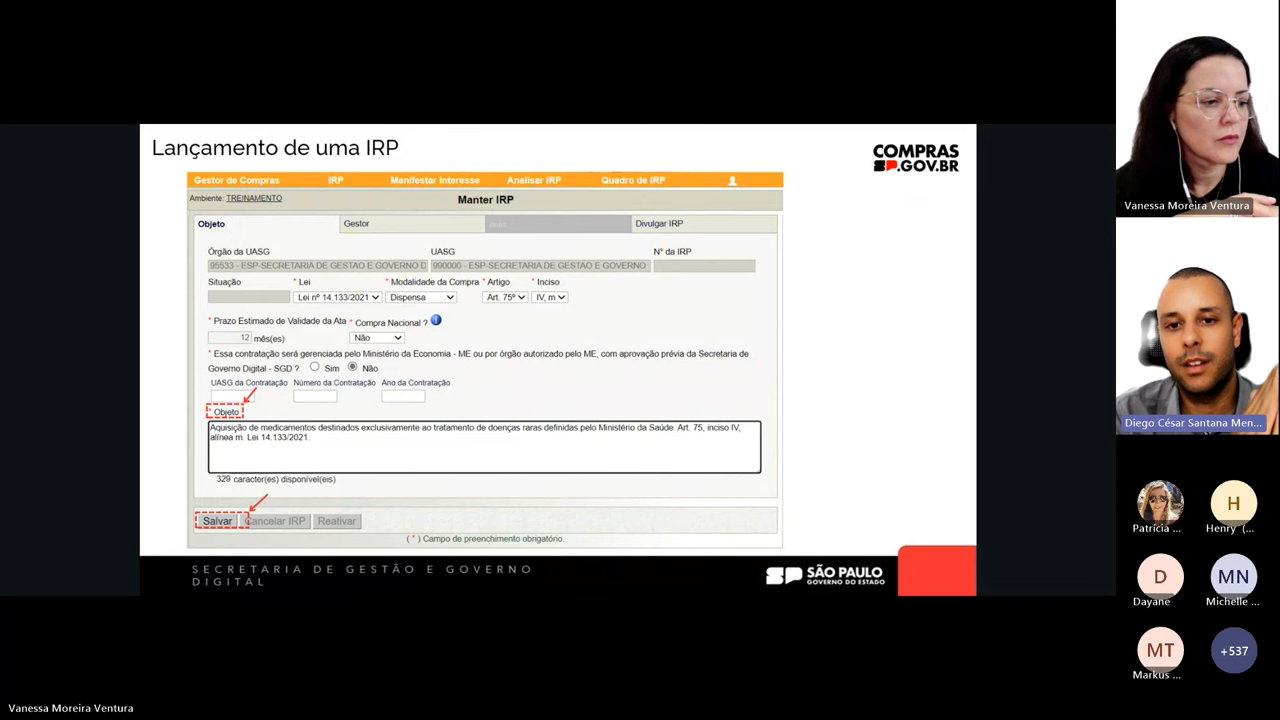 Lançamento de uma IRP
COMPRAS
SP.GOV.BR
Gestor de Compras IRP Manifestar Interesse Analisar IRP Quadro de IRP
Ambiente: TREINAMENTO
Manter IRP
Objeto Gestor Divulgar IRP
Órgão da UASG UASG N° da IRP
95533 - ESP-SECRETARIA DE GESTAO E GOVERNO D 990000 - ESP-SECRETARIA DE GESTAO E GOVERNO
Situação * Lei * Modalidade da Compra * Artigo * Inciso
Lei nº 14.133/2021 Dispensa Art. 75º IV, m
* Prazo Estimado de Validade da Ata * Compra Nacional ?
12 mês(es) Não
* Essa contratação será gerenciada pelo Ministério da Economia - ME ou por órgão autorizado pelo ME, com aprovação prévia da Secretaria de
Governo Digital - SGD ? Sim Não
UASG da Contratação Número da Contratação Ano da Contratação
* Objeto
Aquisição de medicamentos destinados exclusivamente ao tratamento de doenças raras definidas pelo Ministério da Saúde. Art. 75, inciso IV,
alínea m. Lei 14.133/2021.
329 caracter(es) disponível(eis)
Salvar Cancelar IRP Reativar
( * ) Campo de preenchimento obrigatório.
SECRETARIA DE GESTÃO E GOVERNO
DIGITAL
SP SÃO PAULO
GOVERNO DO ESTADO
Vanessa Moreira Ventura
Diego César Santana Men...
Patrícia ...
H
Henry (...
D
Dayane
MN
Michelle ...
MT
Markus ...
+537
Vanessa Moreira Ventura